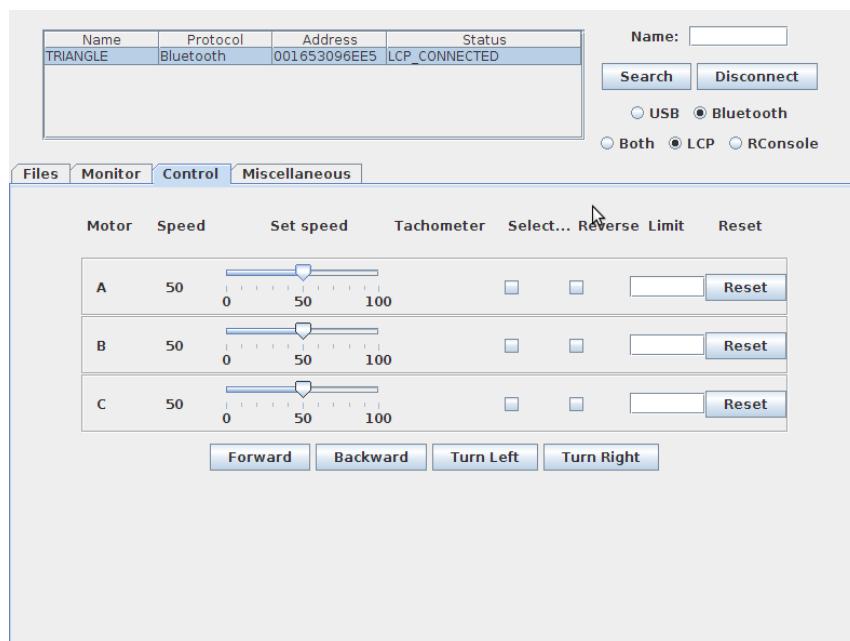 Name Protocol Address Status
TRIANGLE Bluetooth 001653096EE5 LCP_CONNECTED
Name:
Search Disconnect
USB Bluetooth
Both LCP RConsole
Files Monitor Control Miscellaneous
Motor Speed Set speed Tachometer Select... Reverse Limit Reset
A 50 Reset
0 50 100
B 50 Reset
0 50 100
C 50 Reset
0 50 100
Forward Backward Turn Left Turn Right